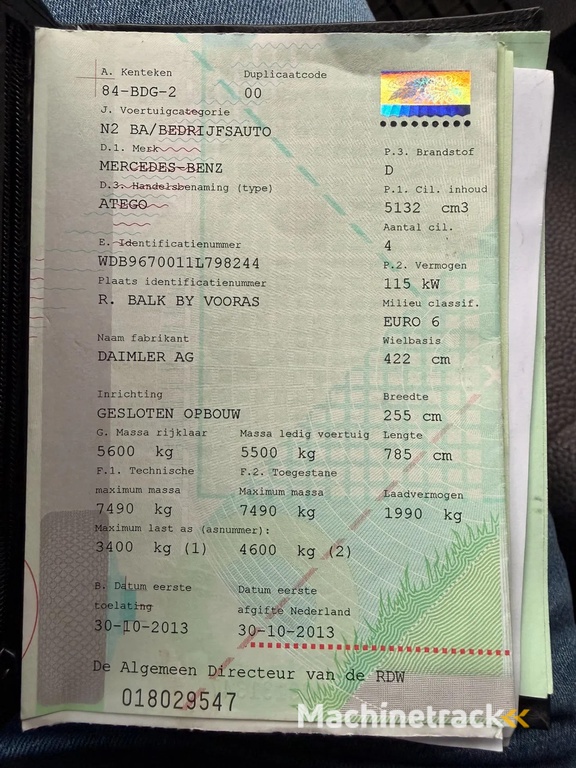 A. Kenteken Duplicaatcode
84-BDG-2 00
J. Voertuigcategorie
N2 BA/BEDRIJFSAUTO
D.1. Merk P.3. Brandstof
MERCEDES-BENZ D
D.3. Handelsbenaming (type) P.1. Cil. inhoud
ATEGO 5132 cm3
Aantal cil.
E. Identificatienummer 4
WDB9670011L798244 P.2. Vermogen
Plaats identificatienummer 115 kW
R. BALK BY VOORAS Milieu classif.
EURO 6
Naam fabrikant Wielbasis
DAIMLER AG 422 cm
Inrichting Breedte
GESLOTEN OPBOUW 255 cm
G. Massa rijklaar Massa ledig voertuig Lengte
5600 kg 5500 kg 785 cm
F.1. Technische F.2. Toegestane
maximum massa Maximum massa Laadvermogen
7490 kg 7490 kg 1990 kg
Maximum last as (asnummer):
3400 kg (1) 4600 kg (2)
B. Datum eerste Datum eerste
toelating afgifte Nederland
30-10-2013 30-10-2013
De Algemeen Directeur van de RDW
018029547
Machinetrack